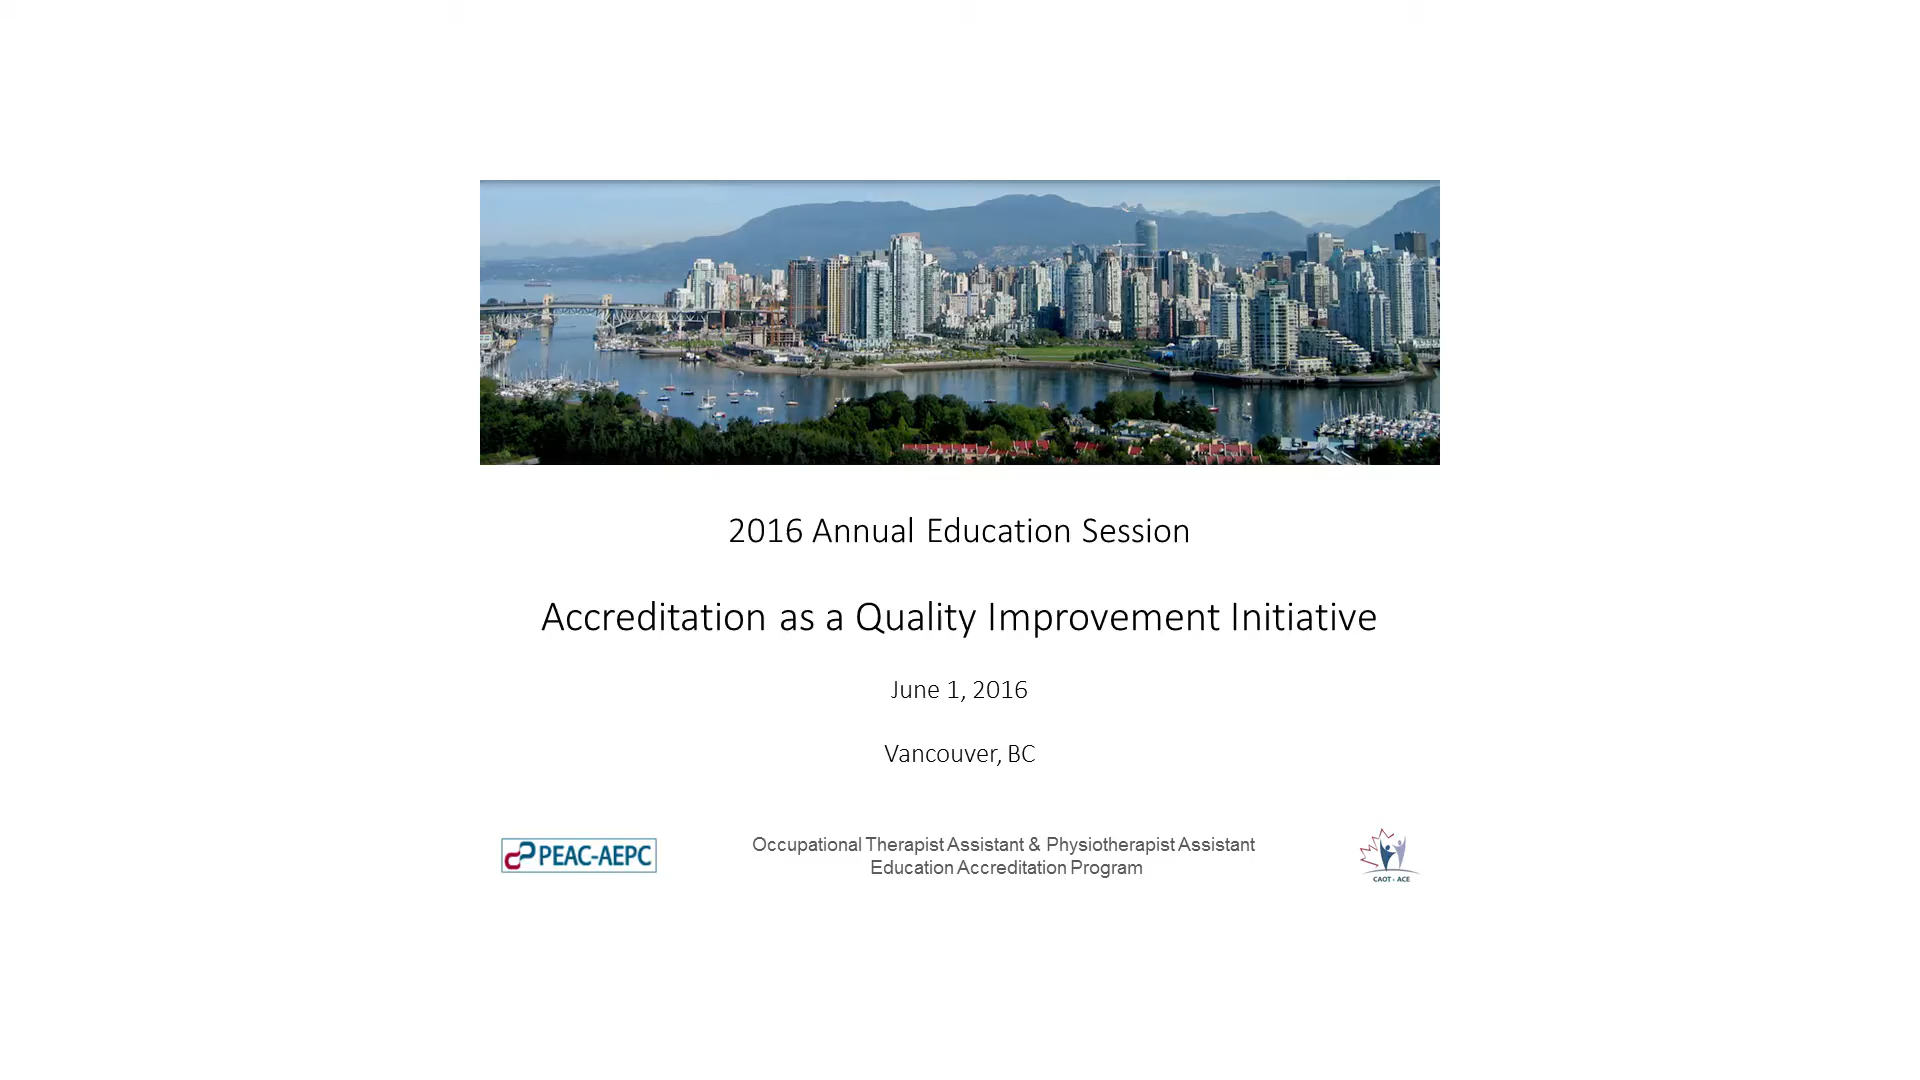 2016 Annual Education Session
Accreditation as a Quality Improvement Initiative
June 1, 2016
Vancouver, BC
PEAC-AEPC
Occupational Therapist Assistant & Physiotherapist Assistant
Education Accreditation Program
CAOT - ACE